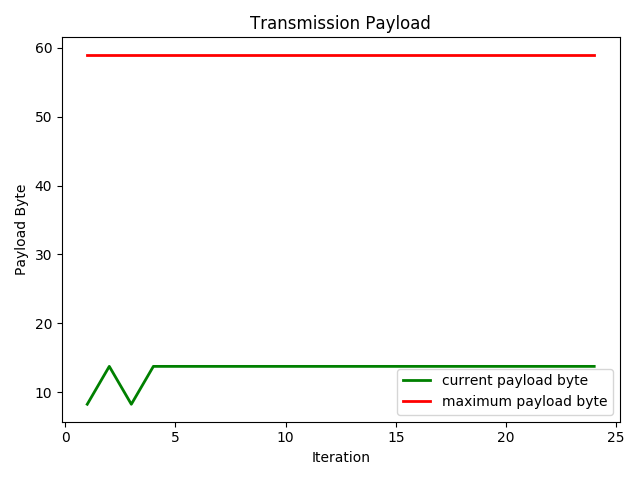 Transmission Payload
60
50
40
30
20
10
Payload Byte
current payload byte
maximum payload byte
0 5 10 15 20 25
Iteration